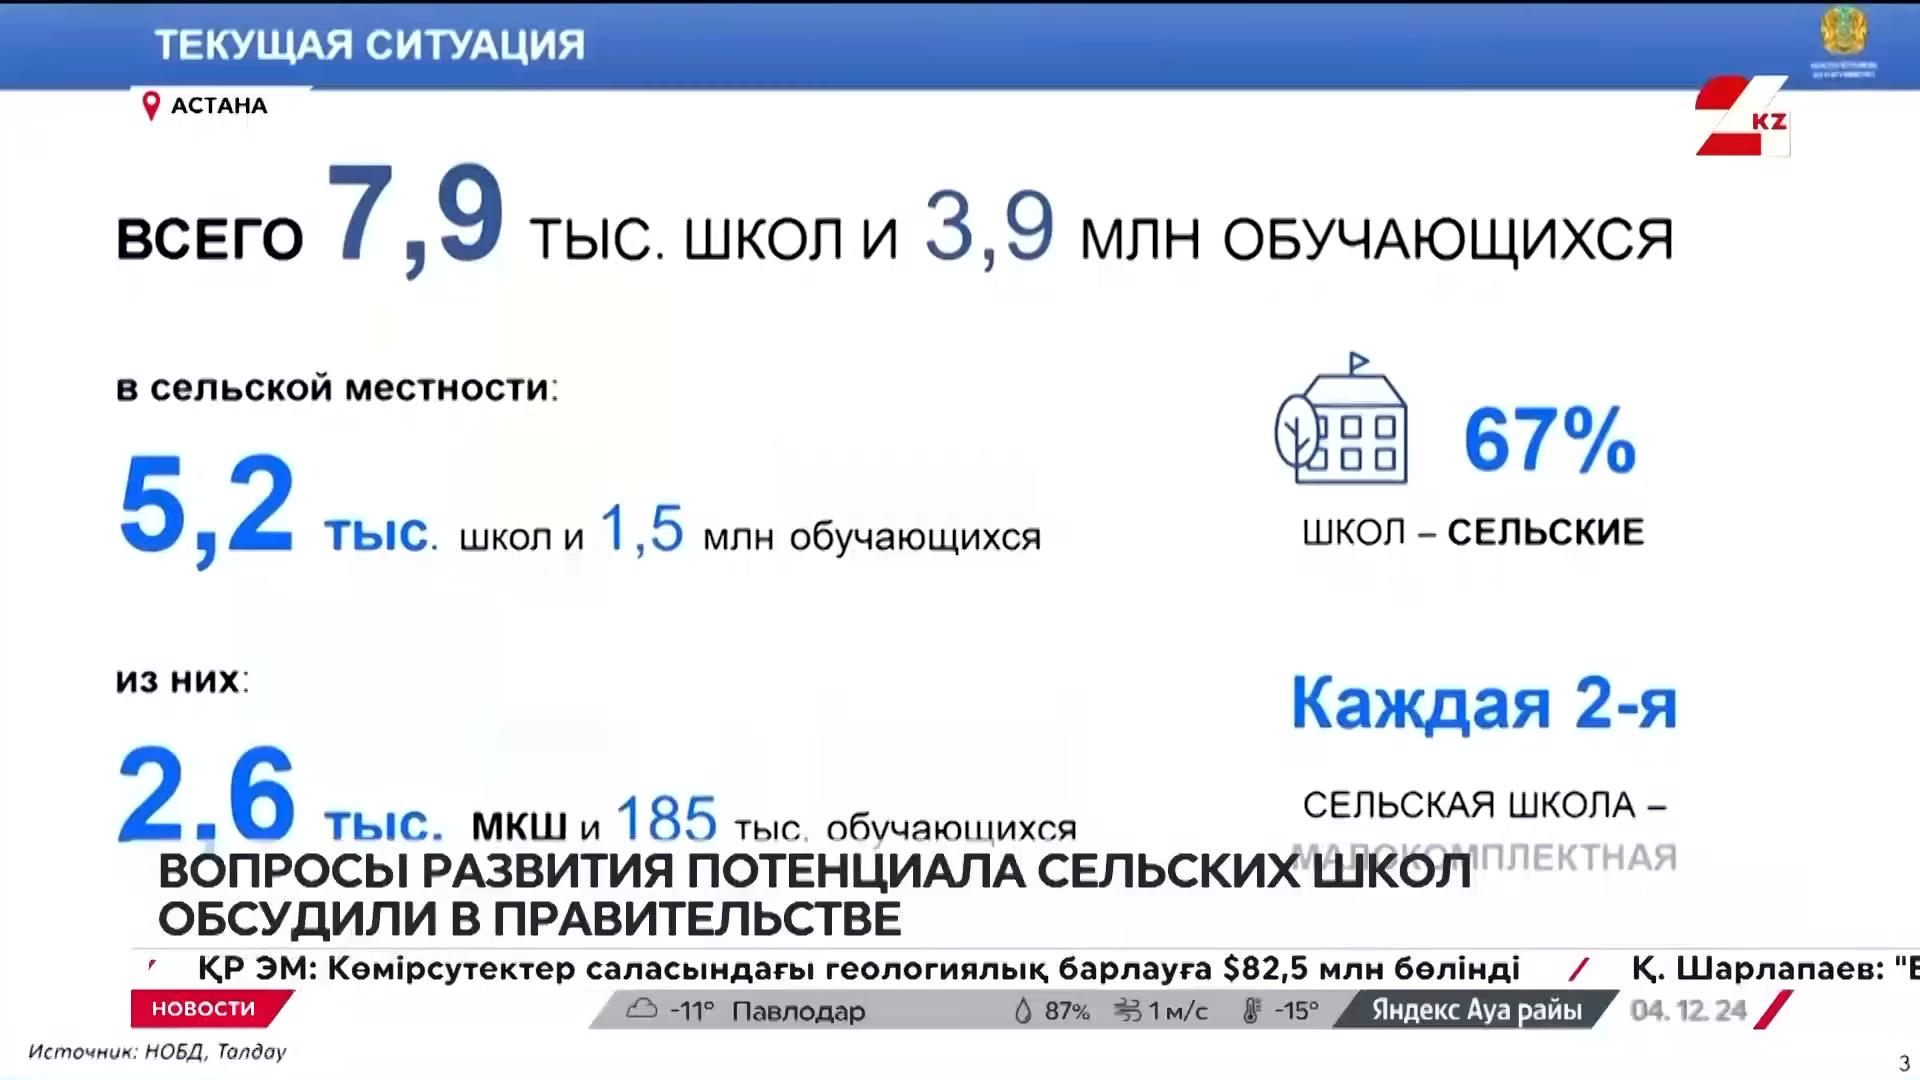 ТЕКУЩАЯ СИТУАЦИЯ
АСТАНА
24 KZ
ВСЕГО 7,9 ТЫС. ШКОЛ И 3,9 МЛН ОБУЧАЮЩИХСЯ
в сельской местности:
5,2 тыс. школ и 1,5 млн обучающихся
67%
ШКОЛ – СЕЛЬСКИЕ
из них:
2,6 тыс. МКШ и 185 тыс. обучающихся
Каждая 2-я
СЕЛЬСКАЯ ШКОЛА –
МАЛОКОМПЛЕКТНАЯ
ВОПРОСЫ РАЗВИТИЯ ПОТЕНЦИАЛА СЕЛЬСКИХ ШКОЛ
ОБСУДИЛИ В ПРАВИТЕЛЬСТВЕ
ҚР ЭМ: Көмірсутектер саласындағы геологиялық барлауға $82,5 млн бөлінді / Қ. Шарлапаев: "
НОВОСТИ
-11° Павлодар 87% 1 м/с -15° Яндекс Ауа райы 04.12.24
Источник: НОБД, Талдау
3